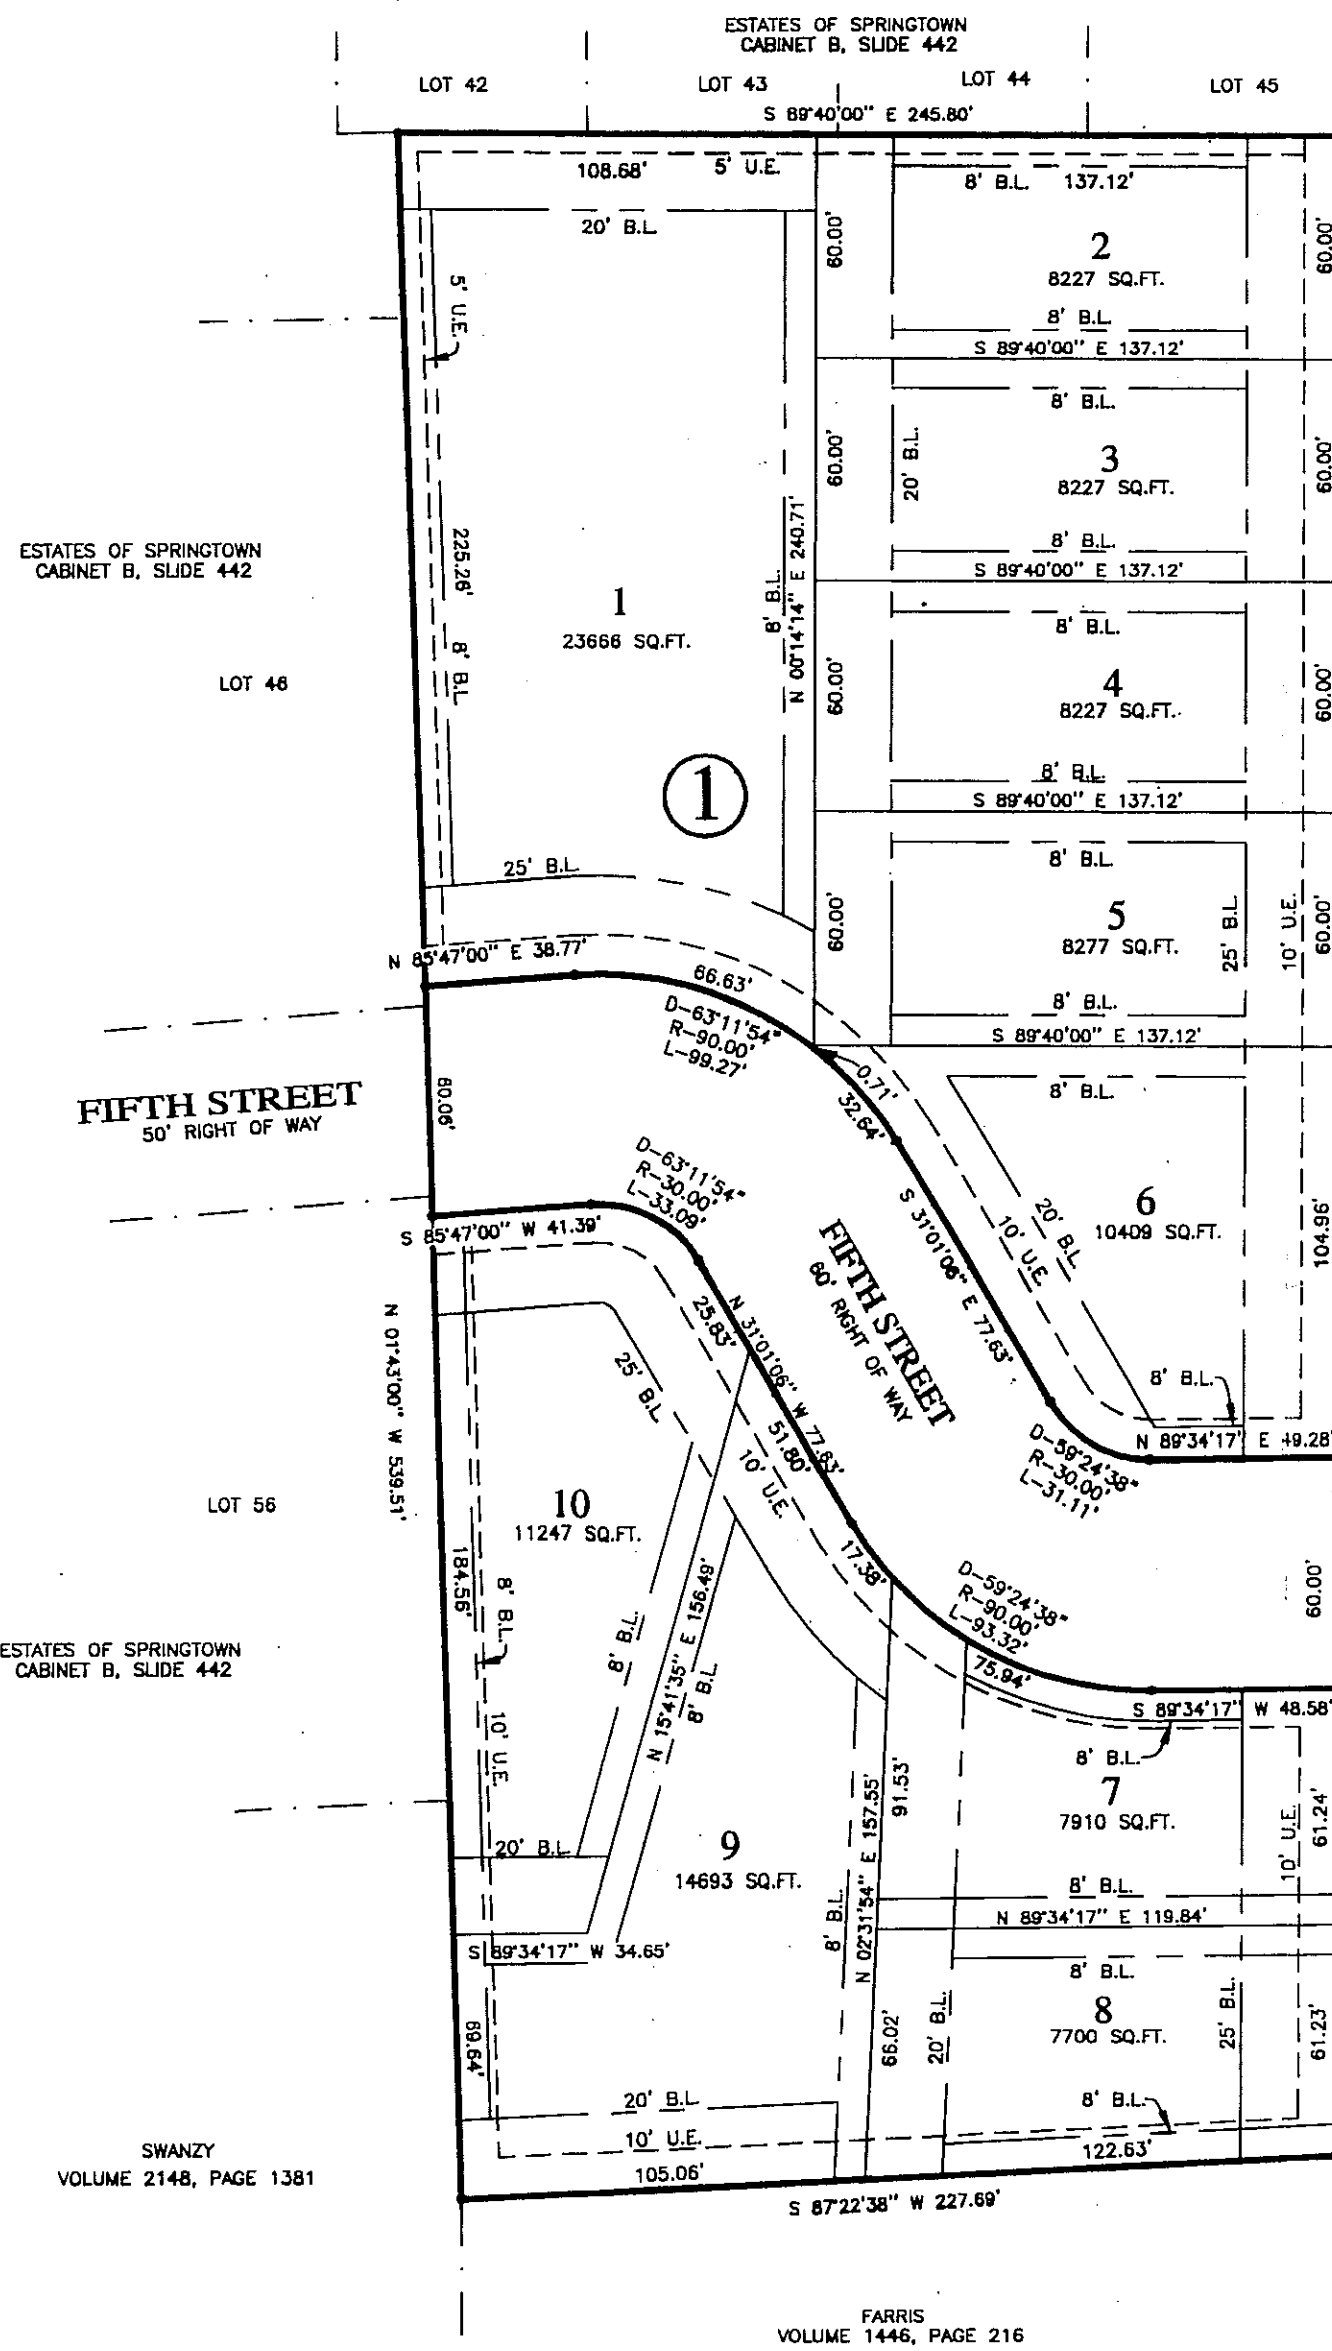 ESTATES OF SPRINGTOWN
CABINET B, SLIDE 442
LOT 42
LOT 43
LOT 44
LOT 45
S 89°40'00" E 245.80'
108.68'
5' U.E.
8' B.L.
137.12'
20' B.L.
60.00'
2
8227 SQ.FT.
60.00'
5' U.E.
8' B.L.
S 89°40'00" E 137.12'
8' B.L.
60.00'
20' B.L.
3
8227 SQ.FT.
60.00'
ESTATES OF SPRINGTOWN
CABINET B, SLIDE 442
225.26'
N 00°14'14" E 240.71'
8' B.L.
S 89°40'00" E 137.12'
1
23666 SQ.FT.
8' B.L.
8' B.L.
LOT 46
8' B.L.
60.00'
4
8227 SQ.FT.
60.00'
1
8' B.L.
S 89°40'00" E 137.12'
25' B.L.
8' B.L.
60.00'
5
8277 SQ.FT.
25' B.L.
10' U.E.
60.00'
N 85°47'00" E 38.77'
86.63'
D-63°11'54"
R-90.00'
L-99.27'
8' B.L.
S 89°40'00" E 137.12'
0.71'
32.64'
8' B.L.
FIFTH STREET
50' RIGHT OF WAY
60.06'
D-63°11'54"
R-30.00'
L-33.09'
6
10409 SQ.FT.
20' B.L.
10' U.E.
104.96'
S 85°47'00" W 41.39'
S 31°01'06" E 77.63'
FIFTH STREET
60' RIGHT OF WAY
N 01°43'00" W 539.51'
25.83'
N 31°01'06" W 77.63'
25' B.L.
51.80'
10' U.E.
8' B.L.
N 89°34'17" E 49.28'
D-59°24'38"
R-30.00'
L-31.11'
LOT 56
10
11247 SQ.FT.
184.56'
17.38'
D-59°24'38"
R-90.00'
L-93.32'
75.94'
60.00'
8' B.L.
8' B.L.
N 15°41'35" E 156.49'
8' B.L.
ESTATES OF SPRINGTOWN
CABINET B, SLIDE 442
10' U.E.
S 89°34'17" W 48.58'
8' B.L.
7
7910 SQ.FT.
91.53'
N 02°31'54" E 157.55'
10' U.E.
61.24'
20' B.L.
9
14693 SQ.FT.
8' B.L.
8' B.L.
N 89°34'17" E 119.84'
S 89°34'17" W 34.65'
8' B.L.
69.64'
66.02'
20' B.L.
8
7700 SQ.FT.
25' B.L.
61.23'
20' B.L.
8' B.L.
10' U.E.
122.63'
105.06'
SWANZY
VOLUME 2148, PAGE 1381
S 87°22'38" W 227.69'
FARRIS
VOLUME 1446, PAGE 216